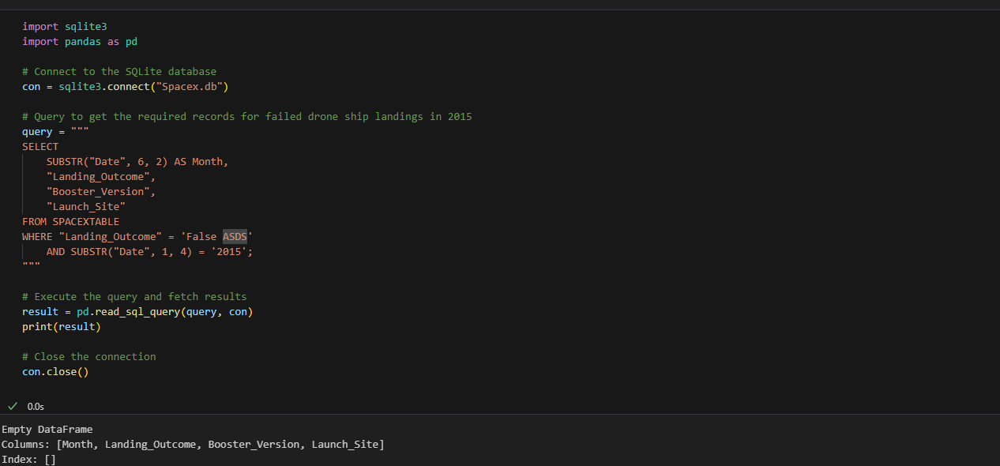 import sqlite3
import pandas as pd
# Connect to the SQLite database
con = sqlite3.connect("Spacex.db")
# Query to get the required records for failed drone ship landings in 2015
query = """
SELECT
    SUBSTR("Date", 6, 2) AS Month,
    "Landing_Outcome",
    "Booster_Version",
    "Launch_Site"
FROM SPACEXTABLE
WHERE "Landing_Outcome" = 'False ASDS'
    AND SUBSTR("Date", 1, 4) = '2015';
"""
# Execute the query and fetch results
result = pd.read_sql_query(query, con)
print(result)
# Close the connection
con.close()
0.0s
Empty DataFrame
Columns: [Month, Landing_Outcome, Booster_Version, Launch_Site]
Index: []